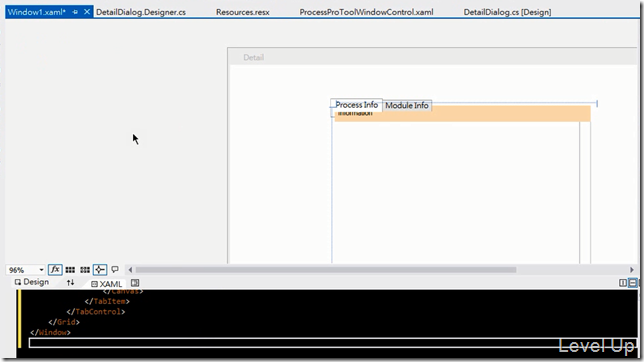 Window1.xaml* DetailDialog.Designer.cs Resources.resx ProcessProToolWindowControl.xaml DetailDialog.cs [Design]
Detail
Process Info Module Info
Information
96% fx
Design XAML
</Canvas>
</TabItem>
</TabControl>
</Grid>
</Window>
Level Up